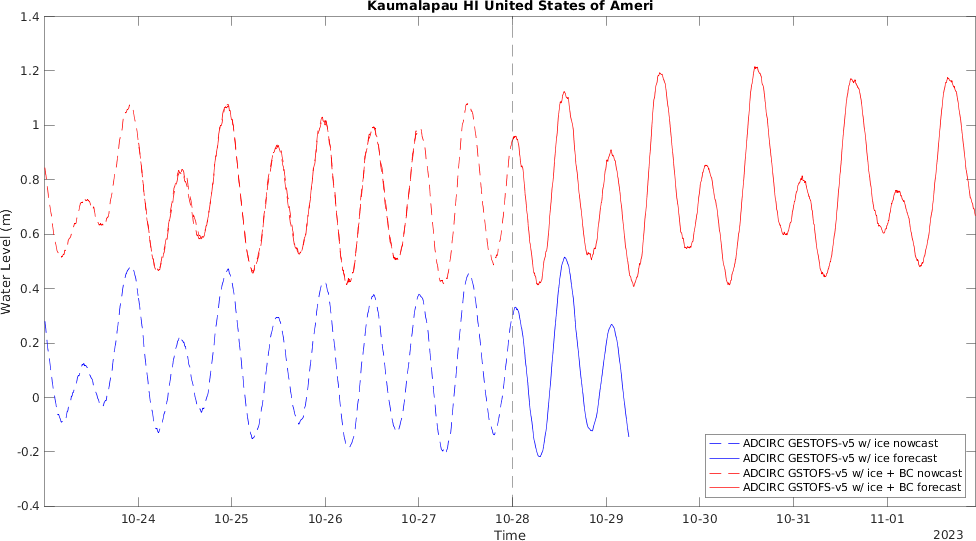 Kaumalapau HI United States of Ameri
1.4
1.2
1
0.8
0.6
0.4
0.2
0
-0.2
-0.4
Water Level (m)
10-24 10-25 10-26 10-27 10-28 10-29 10-30 10-31 11-01
Time
2023
ADCIRC GESTOFS-v5 w/ ice nowcast
ADCIRC GESTOFS-v5 w/ ice forecast
ADCIRC GSTOFS-v5 w/ ice + BC nowcast
ADCIRC GSTOFS-v5 w/ ice + BC forecast